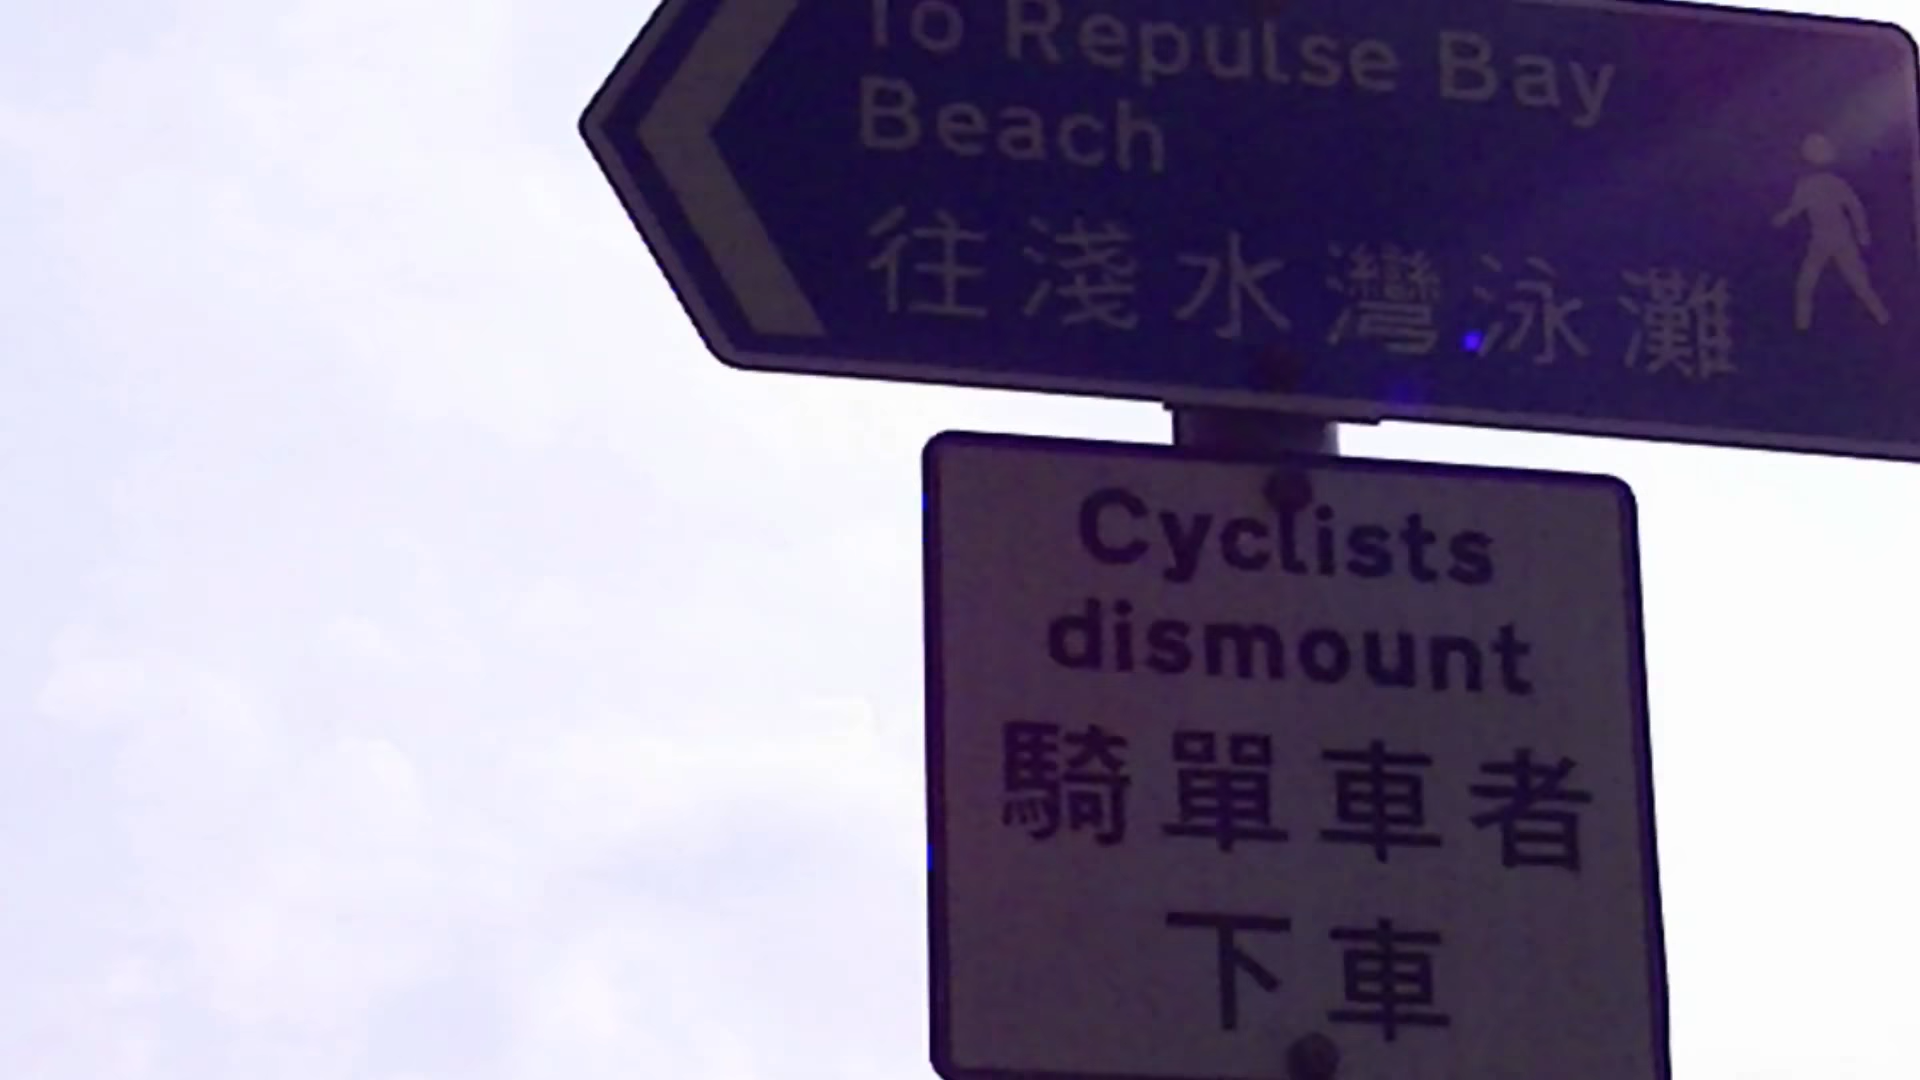 To Repulse Bay
Beach
往淺水灣泳灘
Cyclists
dismount
騎單車者
下車